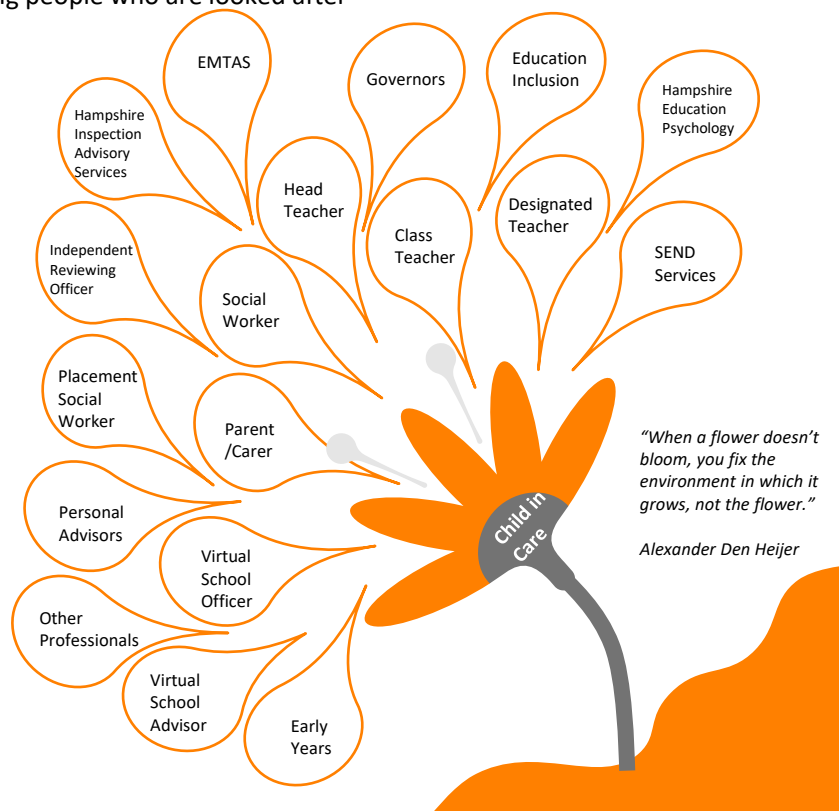 people who are looked after
EMTAS
Governors
Education
Inclusion
Hampshire
Education
Psychology
Hampshire
Inspection
Advisory
Services
Head
Teacher
Class
Teacher
Designated
Teacher
SEND
Services
Independent
Reviewing
Officer
Social
Worker
Placement
Social
Worker
Parent
/Carer
Personal
Advisors
Virtual
School
Officer
Other
Professionals
Virtual
School
Advisor
Early
Years
Child in
Care
“When a flower doesn’t
bloom, you fix the
environment in which it
grows, not the flower.”
Alexander Den Heijer